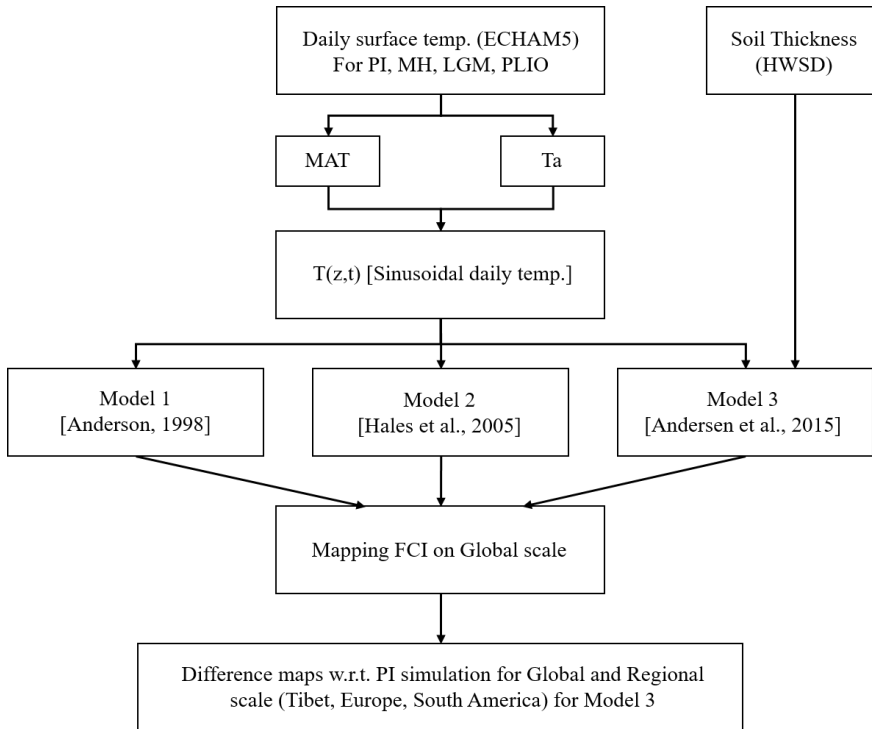 Daily surface temp. (ECHAM5)
For PI, MH, LGM, PLIO
Soil Thickness
(HWSD)
MAT
Ta
T(z,t) [Sinusoidal daily temp.]
Model 1
[Anderson, 1998]
Model 2
[Hales et al., 2005]
Model 3
[Andersen et al., 2015]
Mapping FCI on Global scale
Difference maps w.r.t. PI simulation for Global and Regional
scale (Tibet, Europe, South America) for Model 3